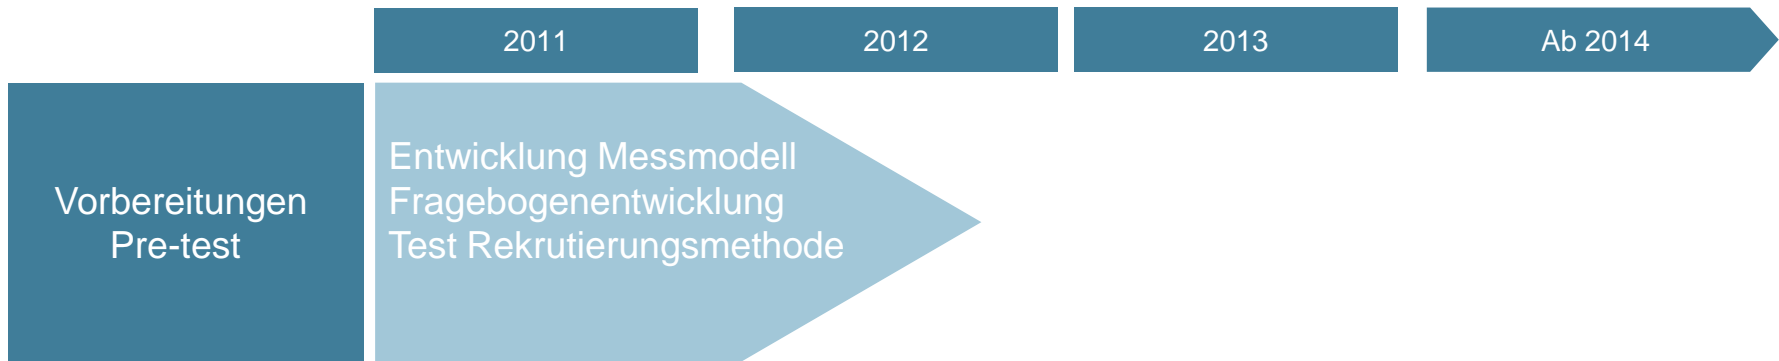 2011
2012
2013
Ab 2014
Vorbereitungen
Pre-test
Entwicklung Messmodell
Fragebogenentwicklung
Test Rekrutierungsmethode